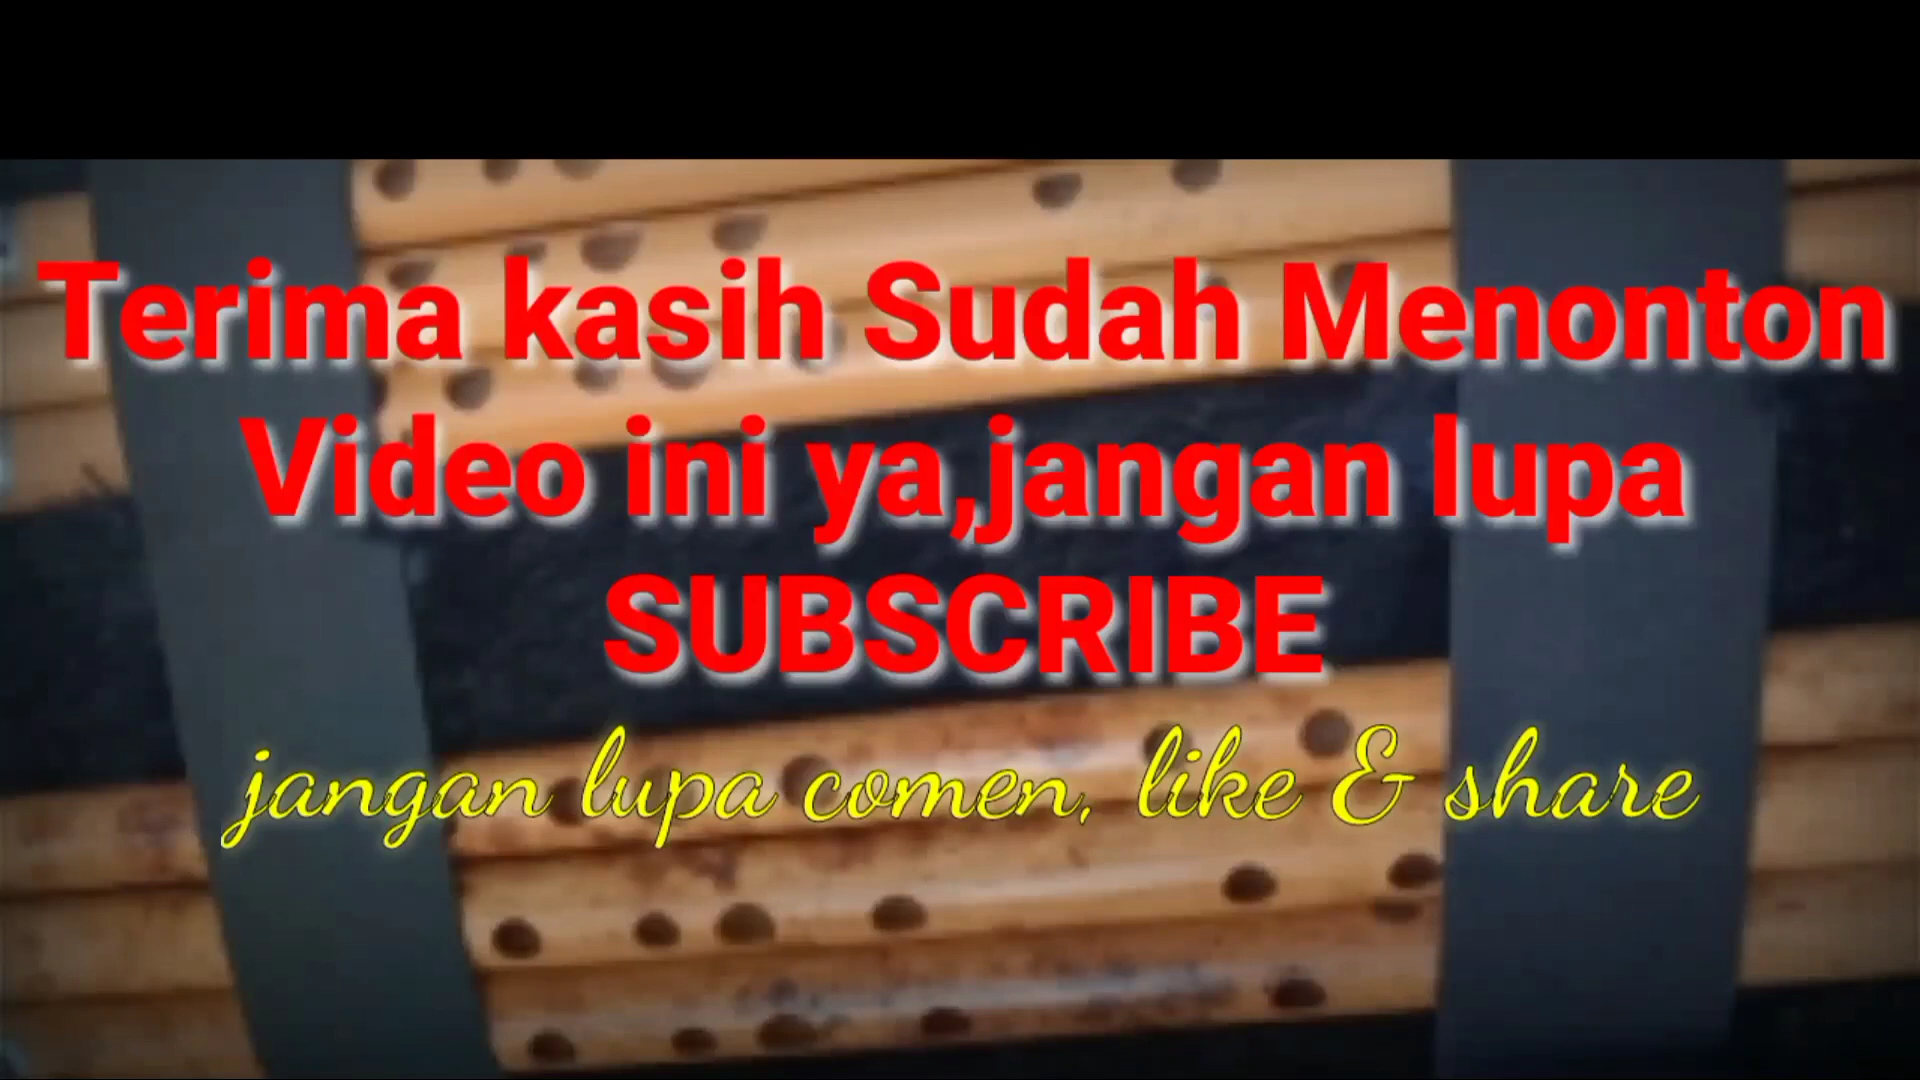 Terima kasih Sudah Menonton
Video ini ya,jangan lupa
SUBSCRIBE
jangan lupa comen, like & share